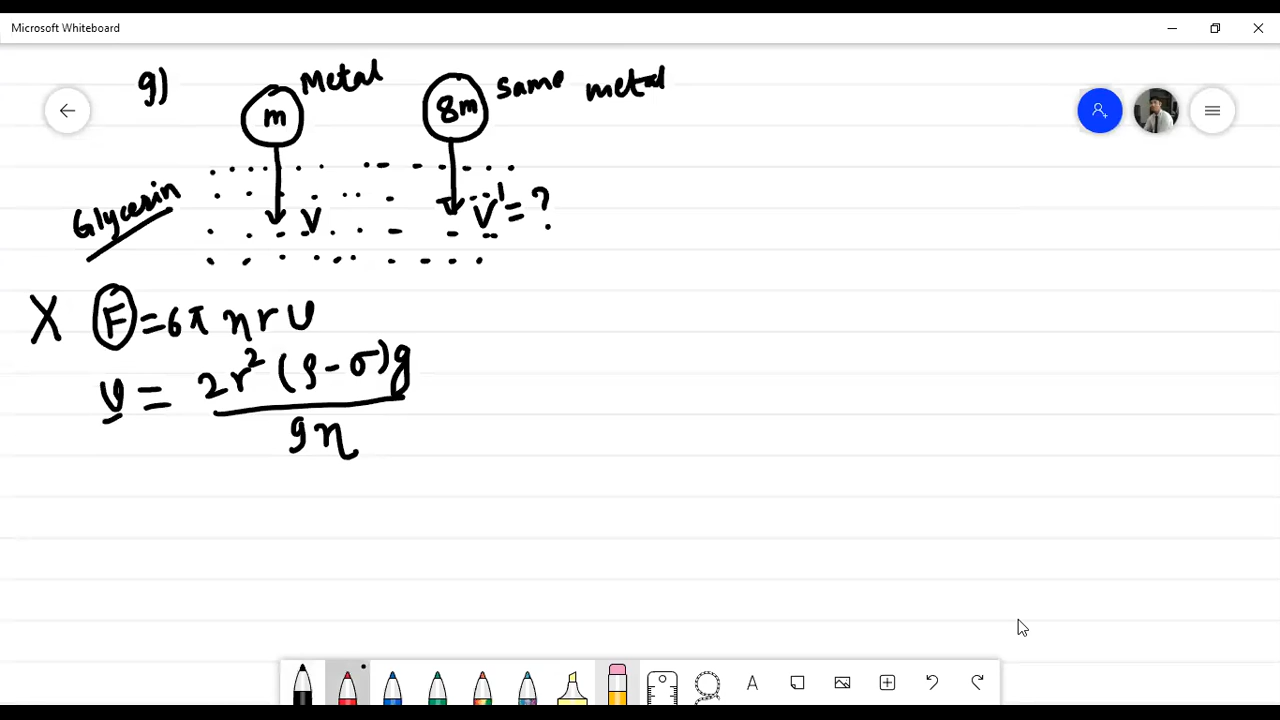 Microsoft Whiteboard
9)
Metal
same metal
m
8m
Glycerin
V
V' = ?
X F = 6π η r v
v = 2r² (ρ - σ) g
9η
A